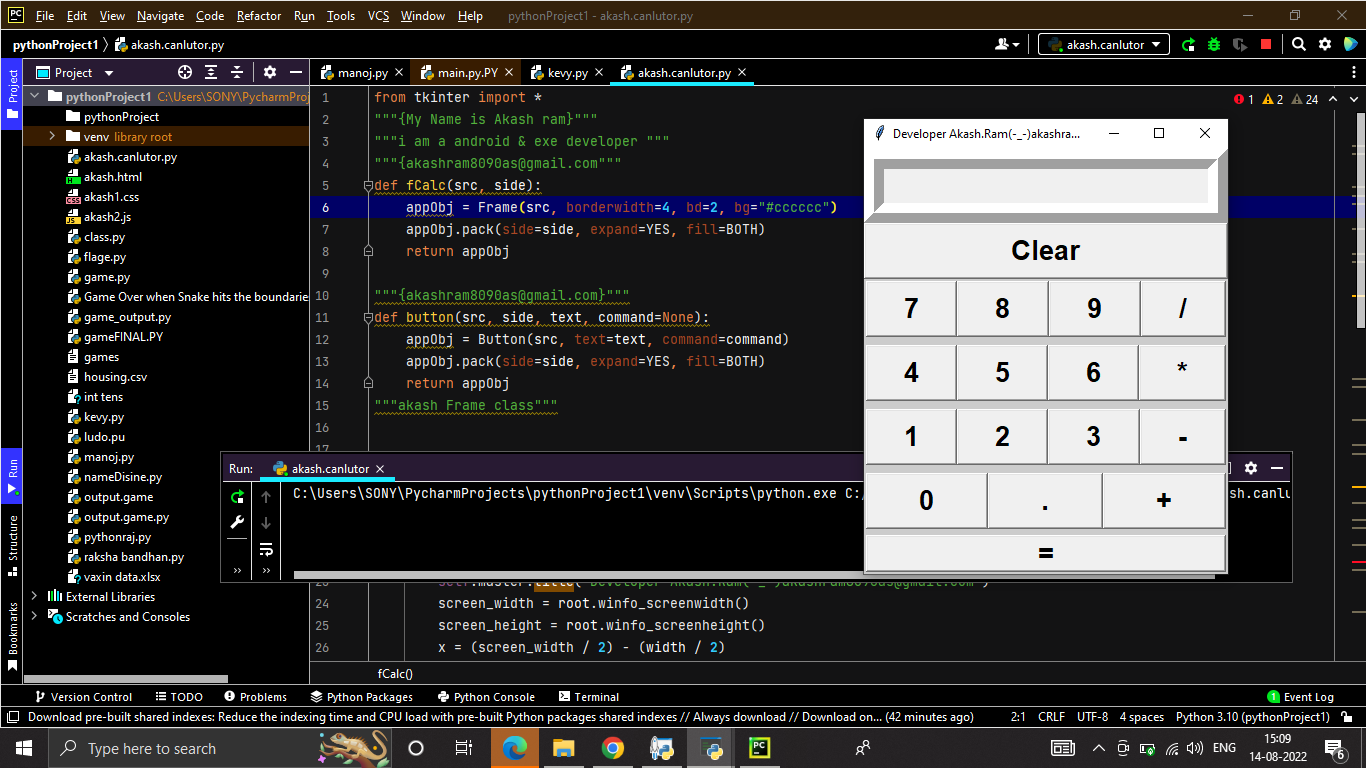 File Edit View Navigate Code Refactor Run Tools VCS Window Help pythonProject1 - akash.canlutor.py
pythonProject1 akash.canlutor.py akash.canlutor
Project manoj.py main.py.PY kevy.py akash.canlutor.py
Project
pythonProject1 C:\Users\SONY\PycharmProj
pythonProject
venv library root
akash.canlutor.py
akash.html
akash1.css
akash2.js
class.py
flage.py
game.py
Game Over when Snake hits the boundarie
game_output.py
gameFINAL.PY
games
housing.csv
int tens
kevy.py
ludo.pu
manoj.py
nameDisine.py
output.game
output.game.py
pythonraj.py
raksha bandhan.py
vaxin data.xlsx
External Libraries
Scratches and Consoles
Run
Structure
Bookmarks
1 from tkinter import *
2 """{My Name is Akash ram}"""
3 """i am a android & exe developer """
4 """{akashram8090as@gmail.com"""
5 def fCalc(src, side):
6 appObj = Frame(src, borderwidth=4, bd=2, bg="#cccccc")
7 appObj.pack(side=side, expand=YES, fill=BOTH)
8 return appObj
9
10 """{akashram8090as@gmail.com}"""
11 def button(src, side, text, command=None):
12 appObj = Button(src, text=text, command=command)
13 appObj.pack(side=side, expand=YES, fill=BOTH)
14 return appObj
15 """akash Frame class"""
16
17
1 2 24
Developer Akash.Ram(-_-)akashra...
Clear
7 8 9 /
4 5 6 *
1 2 3 -
0 . +
=
Run: akash.canlutor
C:\Users\SONY\PycharmProjects\pythonProject1\venv\Scripts\python.exe C:/ sh.canlu
24 screen_width = root.winfo_screenwidth()
25 screen_height = root.winfo_screenheight()
26 x = (screen_width / 2) - (width / 2)
fCalc()
Version Control TODO Problems Python Packages Python Console Terminal 1 Event Log
Download pre-built shared indexes: Reduce the indexing time and CPU load with pre-built Python packages shared indexes // Always download // Download on... (42 minutes ago) 2:1 CRLF UTF-8 4 spaces Python 3.10 (pythonProject1)
Type here to search ENG 15:09
14-08-2022 6